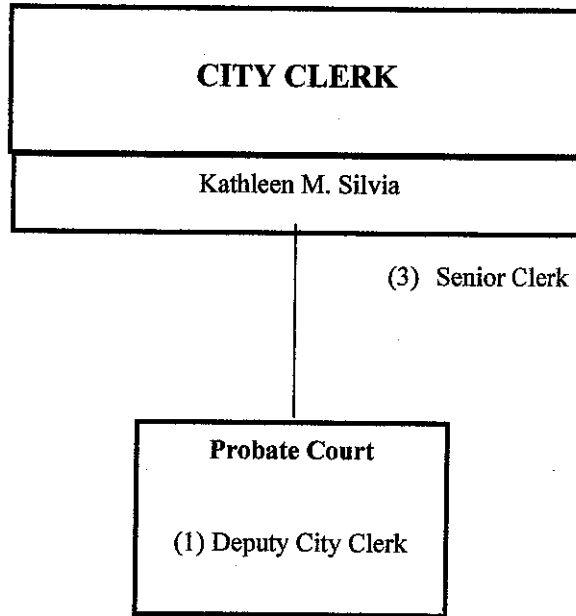 CITY CLERK
Kathleen M. Silvia
(3) Senior Clerk
Probate Court
(1) Deputy City Clerk